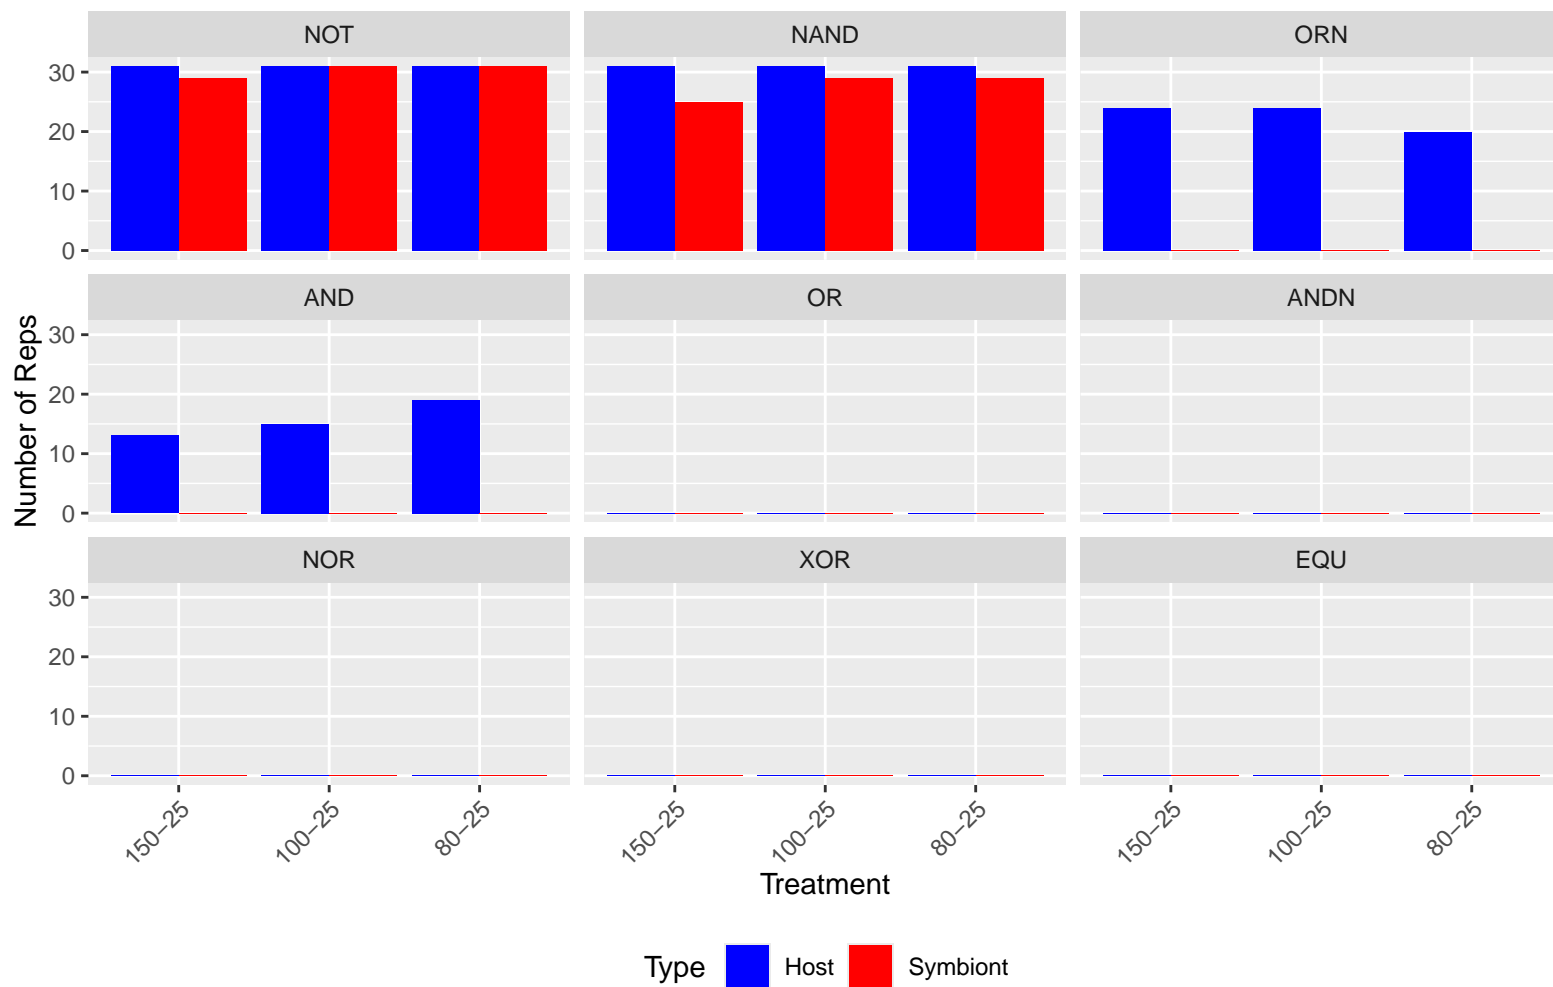 NOT NAND ORN
30
20
10
0
AND OR ANDN
30
20
10
0
NOR XOR EQU
30
20
10
0
Number of Reps
150−25 100−25 80−25 150−25 100−25 80−25 150−25 100−25 80−25
Treatment
Type Host Symbiont